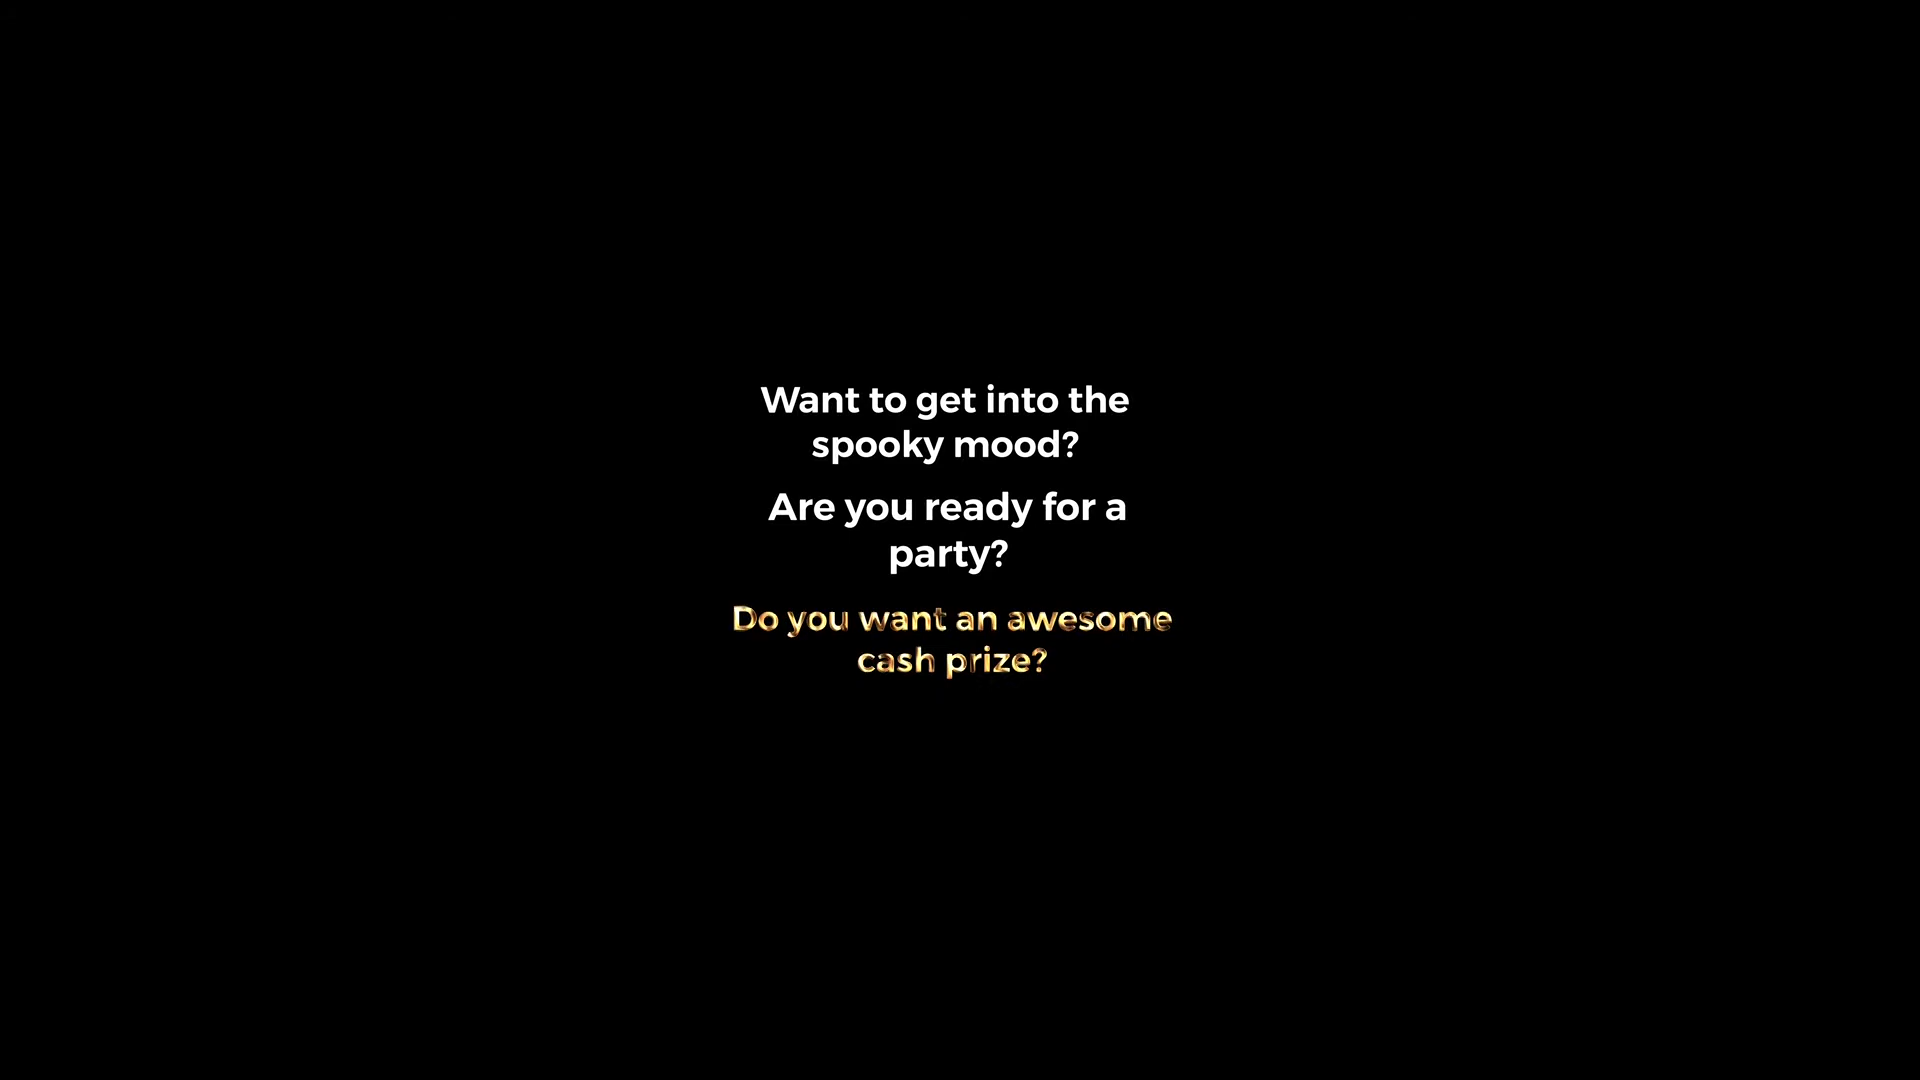 Want to get into the
spooky mood?
Are you ready for a
party?
Do you want an awesome
cash prize?